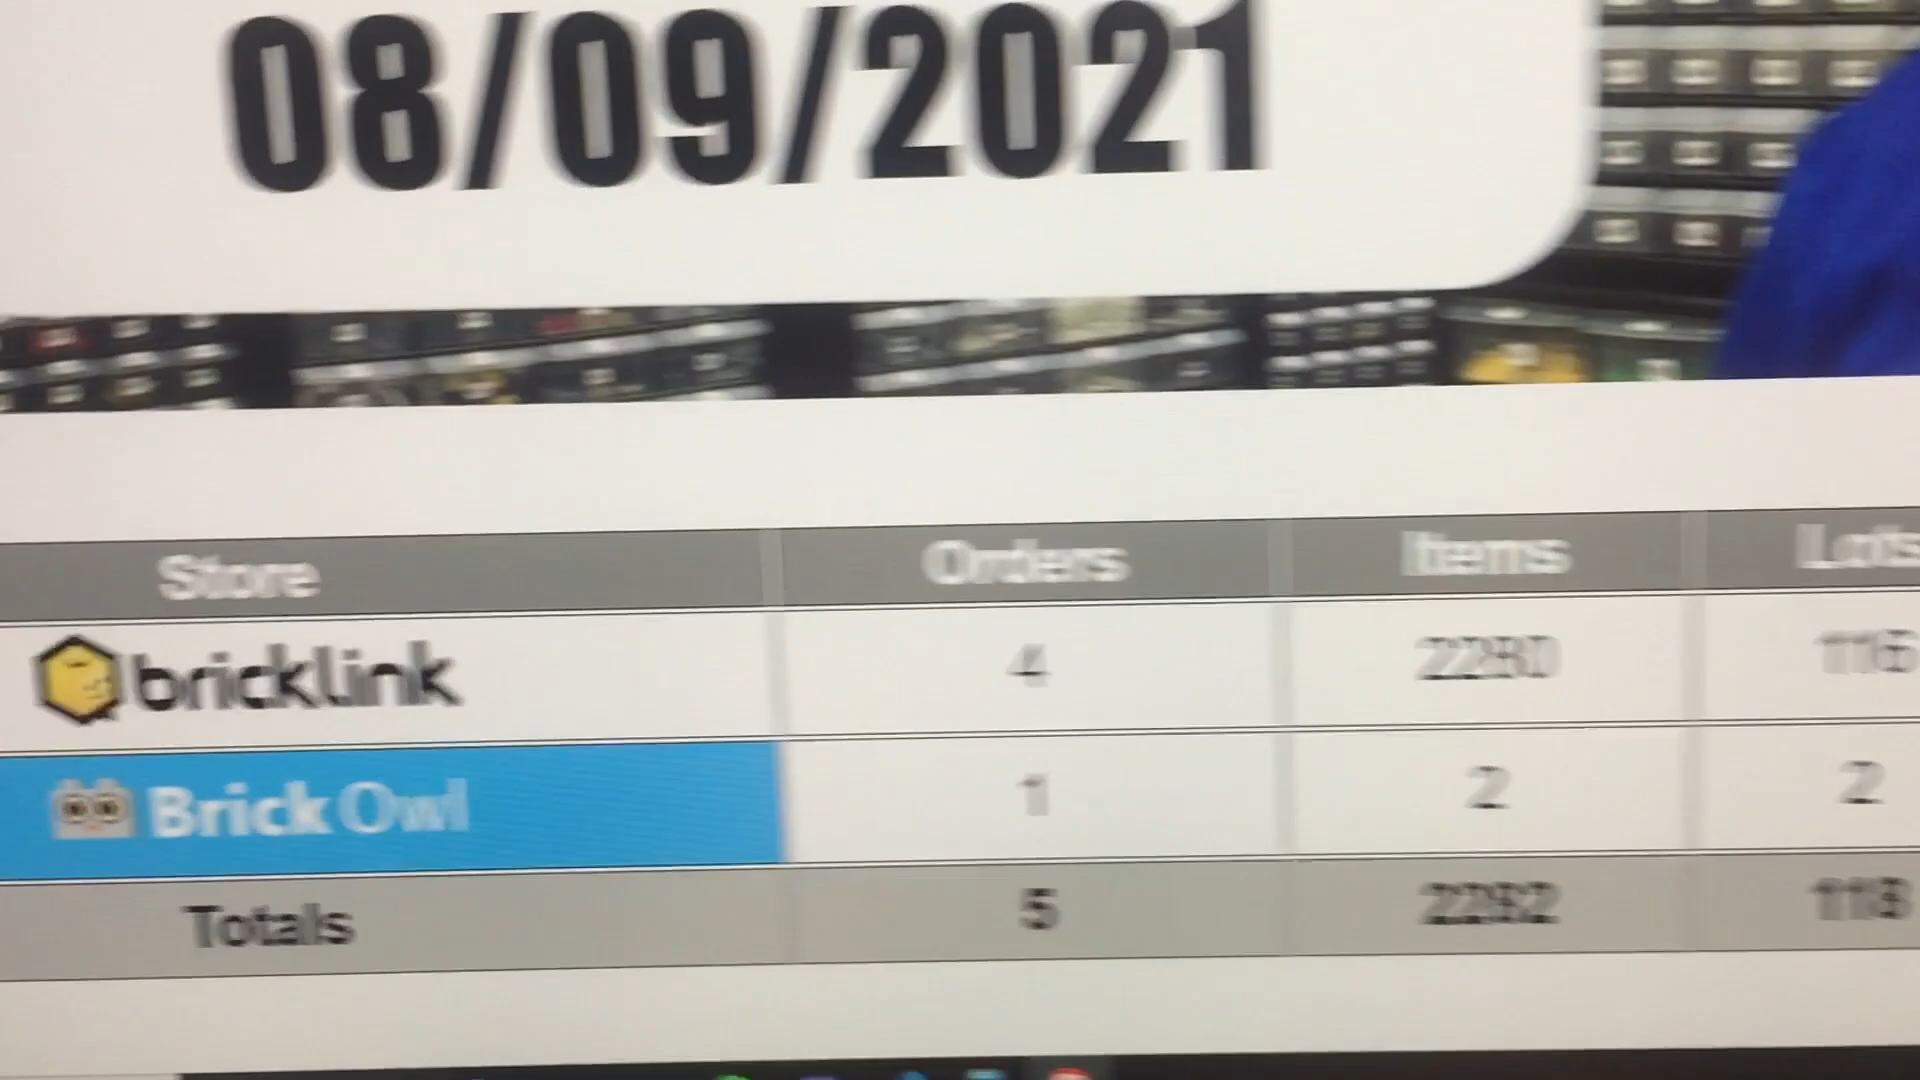 08/09/2021
Store Orders Items Lots
bricklink 4 2280 116
Brick Owl 1 2 2
Totals 5 2282 118